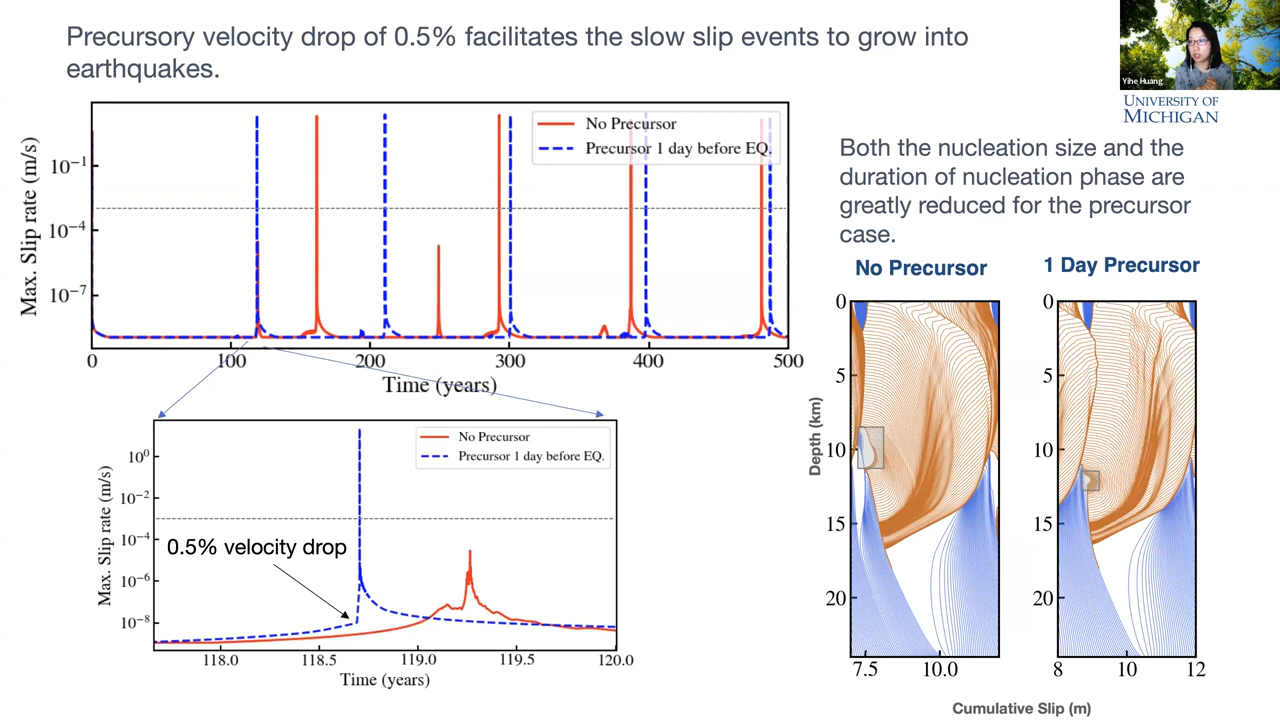 Precursory velocity drop of 0.5% facilitates the slow slip events to grow into
earthquakes.
Yihe Huang
UNIVERSITY OF
MICHIGAN
Max. Slip rate (m/s)
10⁻¹
10⁻⁴
10⁻⁷
No Precursor
Precursor 1 day before EQ.
0 100 200 300 400 500
Time (years)
Max. Slip rate (m/s)
10⁰
10⁻²
10⁻⁴
10⁻⁶
10⁻⁸
No Precursor
Precursor 1 day before EQ.
0.5% velocity drop
118.0 118.5 119.0 119.5 120.0
Time (years)
Both the nucleation size and the
duration of nucleation phase are
greatly reduced for the precursor
case.
No Precursor
1 Day Precursor
Depth (km)
0
5
10
15
20
7.5 10.0
0
5
10
15
20
8 10 12
Cumulative Slip (m)